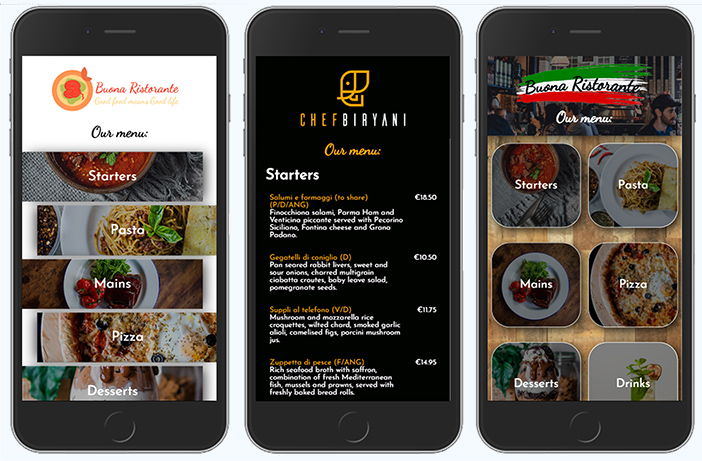 Buona Ristorante
Good food means Good life
Our menu:
Starters
Pasta
Mains
Pizza
Desserts
CHEFBIRYANI
Our menu:
Starters
Salumi e formaggi (to share) €18.50
(P/D/ANG)
Finocchiona salami, Parma Ham and
Ventricina piccante served with Pecorino
Siciliano, Fontina cheese and Grana
Padano.
Gegatelli di coniglio (D) €10.50
Pan seared rabbit livers, sweet and
sour onions, charred multigrain
ciabatta croutes, baby leave salad,
pomegranate seeds.
Suppli al telefono (V/D) €11.75
Mushroom and mozzarella rice
croquettes, wilted chord, smoked garlic
alioli, camelised figs, porcini mushroom
jus.
Zuppetta di pesce (F/ANG) €14.95
Rich seafood broth with saffron,
combination of fresh Mediterranean
fish, mussels and prawns, served with
freshly baked bread rolls.
Buona Ristorante
Our menu:
Starters
Pasta
Mains
Pizza
Desserts
Drinks